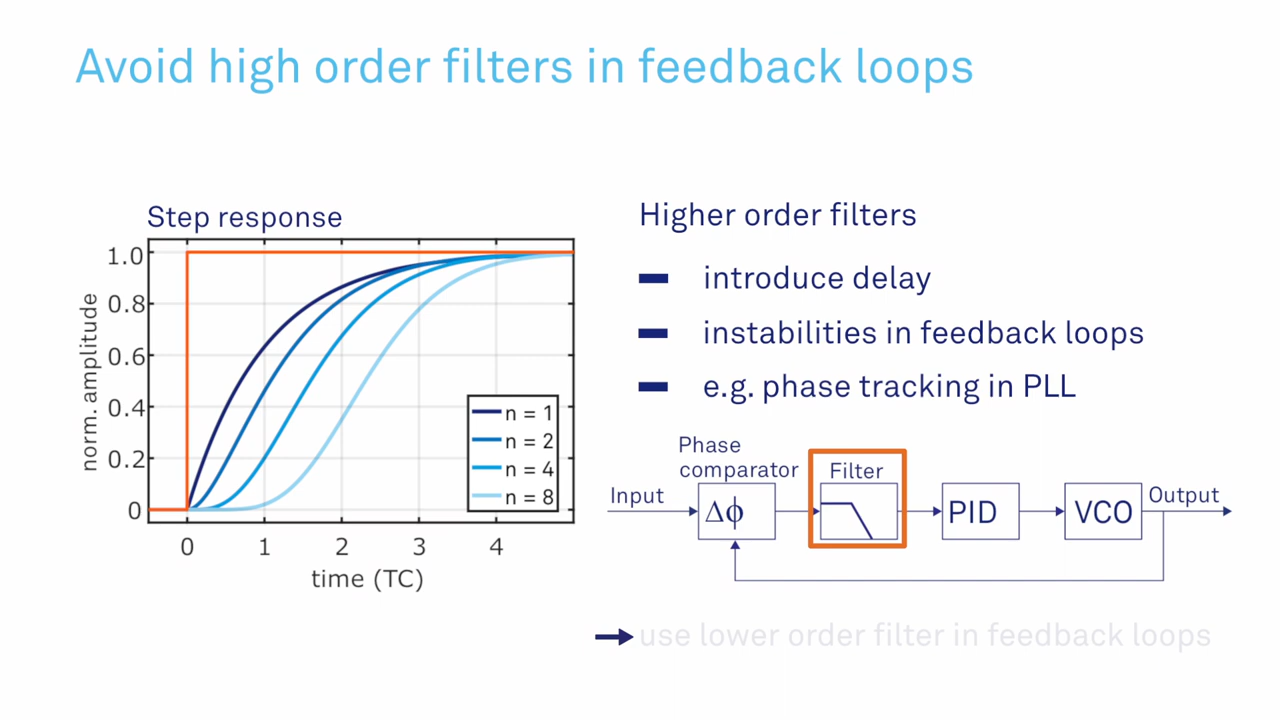 Avoid high order filters in feedback loops
Step response
norm. amplitude
1.0
0.8
0.6
0.4
0.2
0
0 1 2 3 4
time (TC)
n = 1
n = 2
n = 4
n = 8
Higher order filters
introduce delay
instabilities in feedback loops
e.g. phase tracking in PLL
Phase
comparator
Filter
Input
Δϕ
PID
VCO
Output
use lower order filter in feedback loops